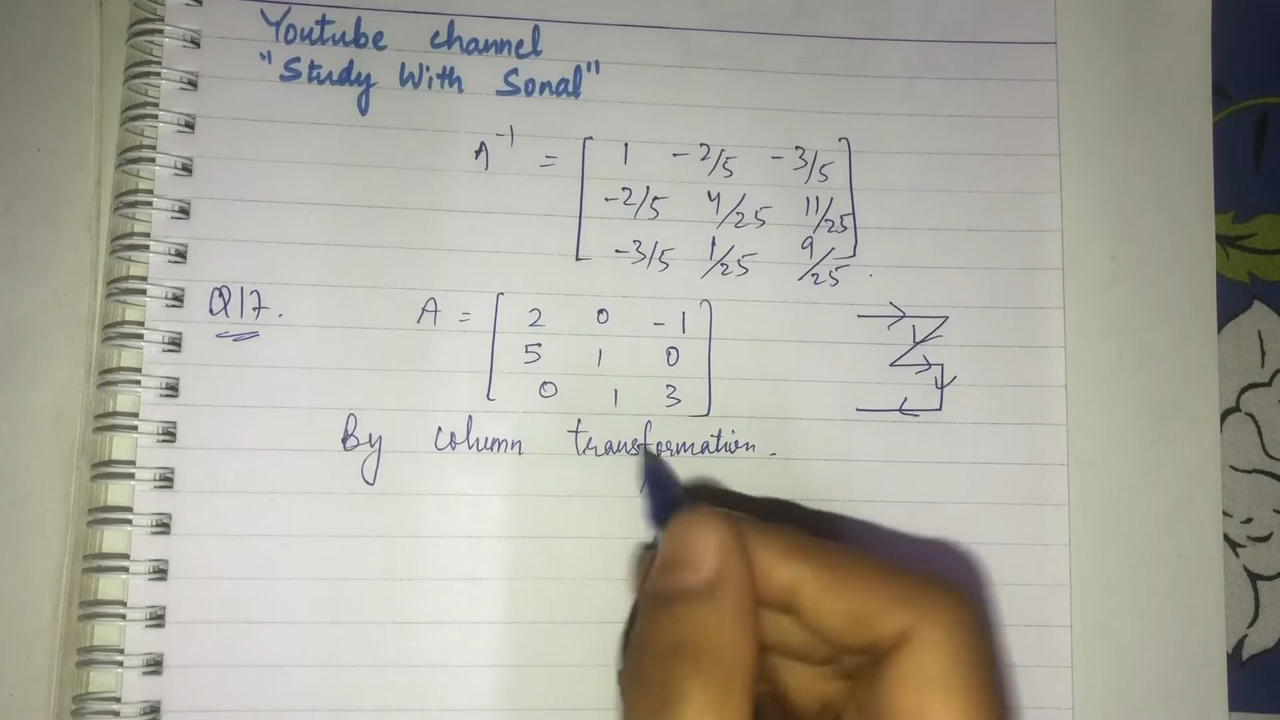 Youtube channel
"Study With Sonal"
A⁻¹ = [ 1 -2/5 -3/5
-2/5 4/25 11/25
-3/5 1/25 9/25 ] .
Q17. A = [ 2 0 -1
5 1 0
0 1 3 ]
By column transformation.